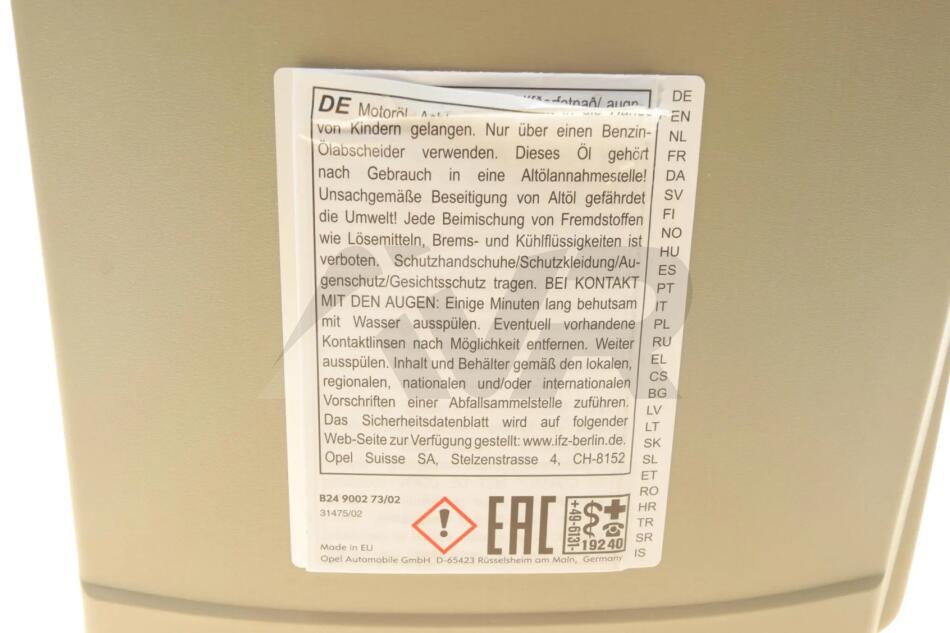 DE Motoröl
von Kindern gelangen. Nur über einen Benzin-
Ölabscheider verwenden. Dieses Öl gehört
nach Gebrauch in eine Altölannahmestelle!
Unsachgemäße Beseitigung von Altöl gefährdet
die Umwelt! Jede Beimischung von Fremdstoffen
wie Lösemitteln, Brems- und Kühlflüssigkeiten ist
verboten. Schutzhandschuhe/Schutzkleidung/Au-
genschutz/Gesichtsschutz tragen. BEI KONTAKT
MIT DEN AUGEN: Einige Minuten lang behutsam
mit Wasser ausspülen. Eventuell vorhandene
Kontaktlinsen nach Möglichkeit entfernen. Weiter
ausspülen. Inhalt und Behälter gemäß den lokalen,
regionalen, nationalen und/oder internationalen
Vorschriften einer Abfallsammelstelle zuführen.
Das Sicherheitsdatenblatt wird auf folgender
Web-Seite zur Verfügung gestellt: www.ifz-berlin.de.
Opel Suisse SA, Stelzenstrasse 4, CH-8152
B24 9002 73/02
31475/02
Made in EU
Opel Automobile GmbH D-65423 Rüsselsheim am Main, Germany
EAC
+49-6131-
19240
DE
EN
NL
FR
DA
SV
FI
NO
HU
ES
PT
IT
PL
RU
EL
CS
BG
LV
LT
SK
SL
ET
RO
HR
TR
SR
IS